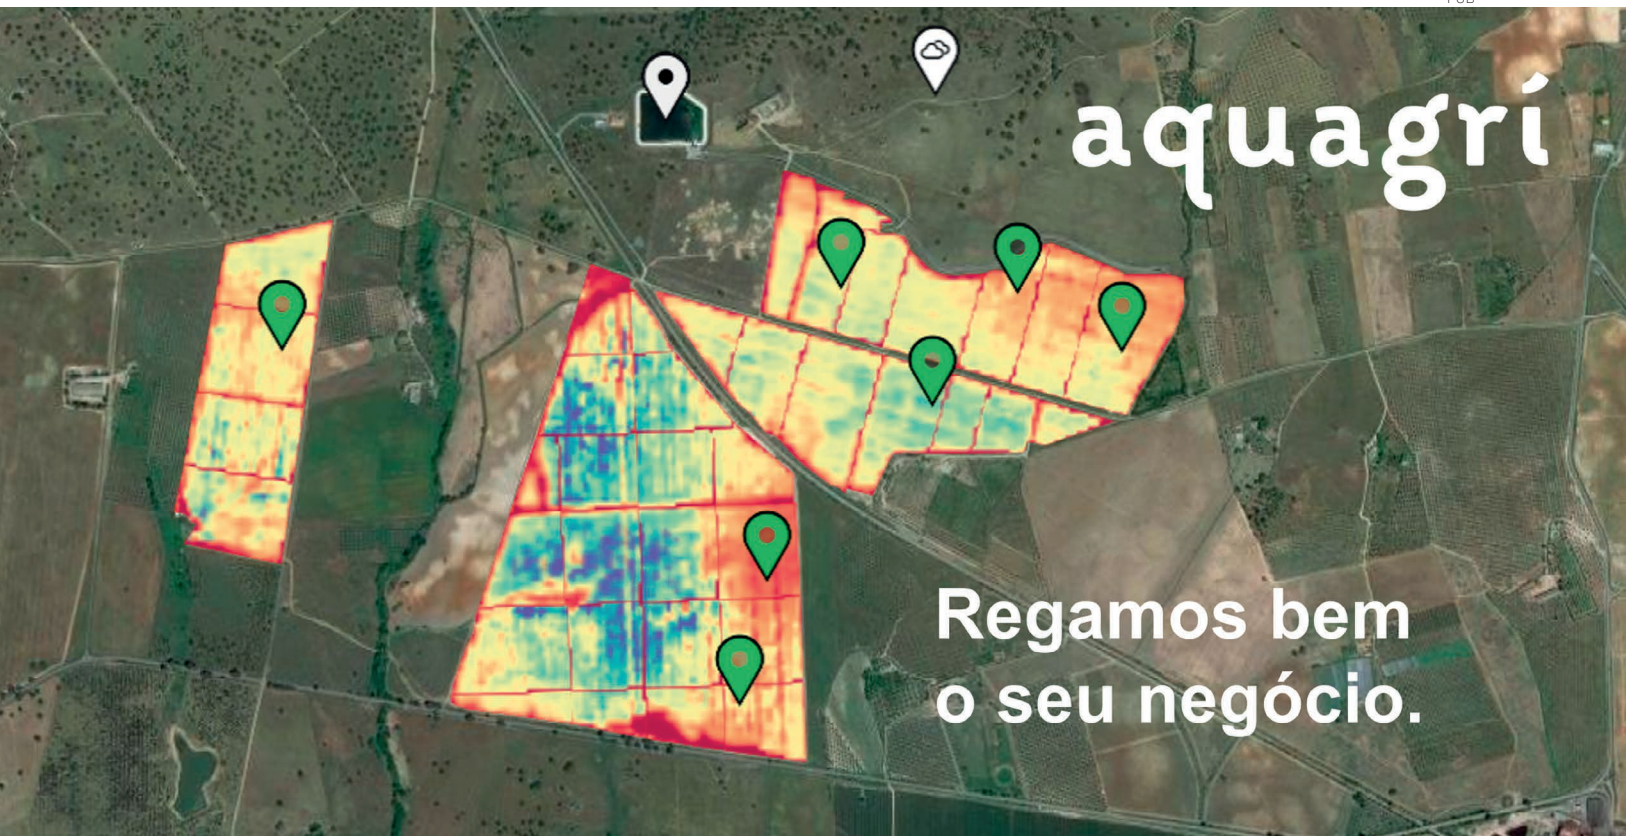 aquagrí
Regamos bem
o seu negócio.